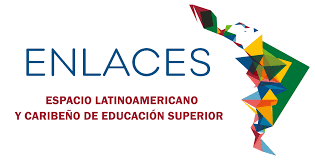 ENLACES
ESPACIO LATINOAMERICANO
Y CARIBEÑO DE EDUCACIÓN SUPERIOR